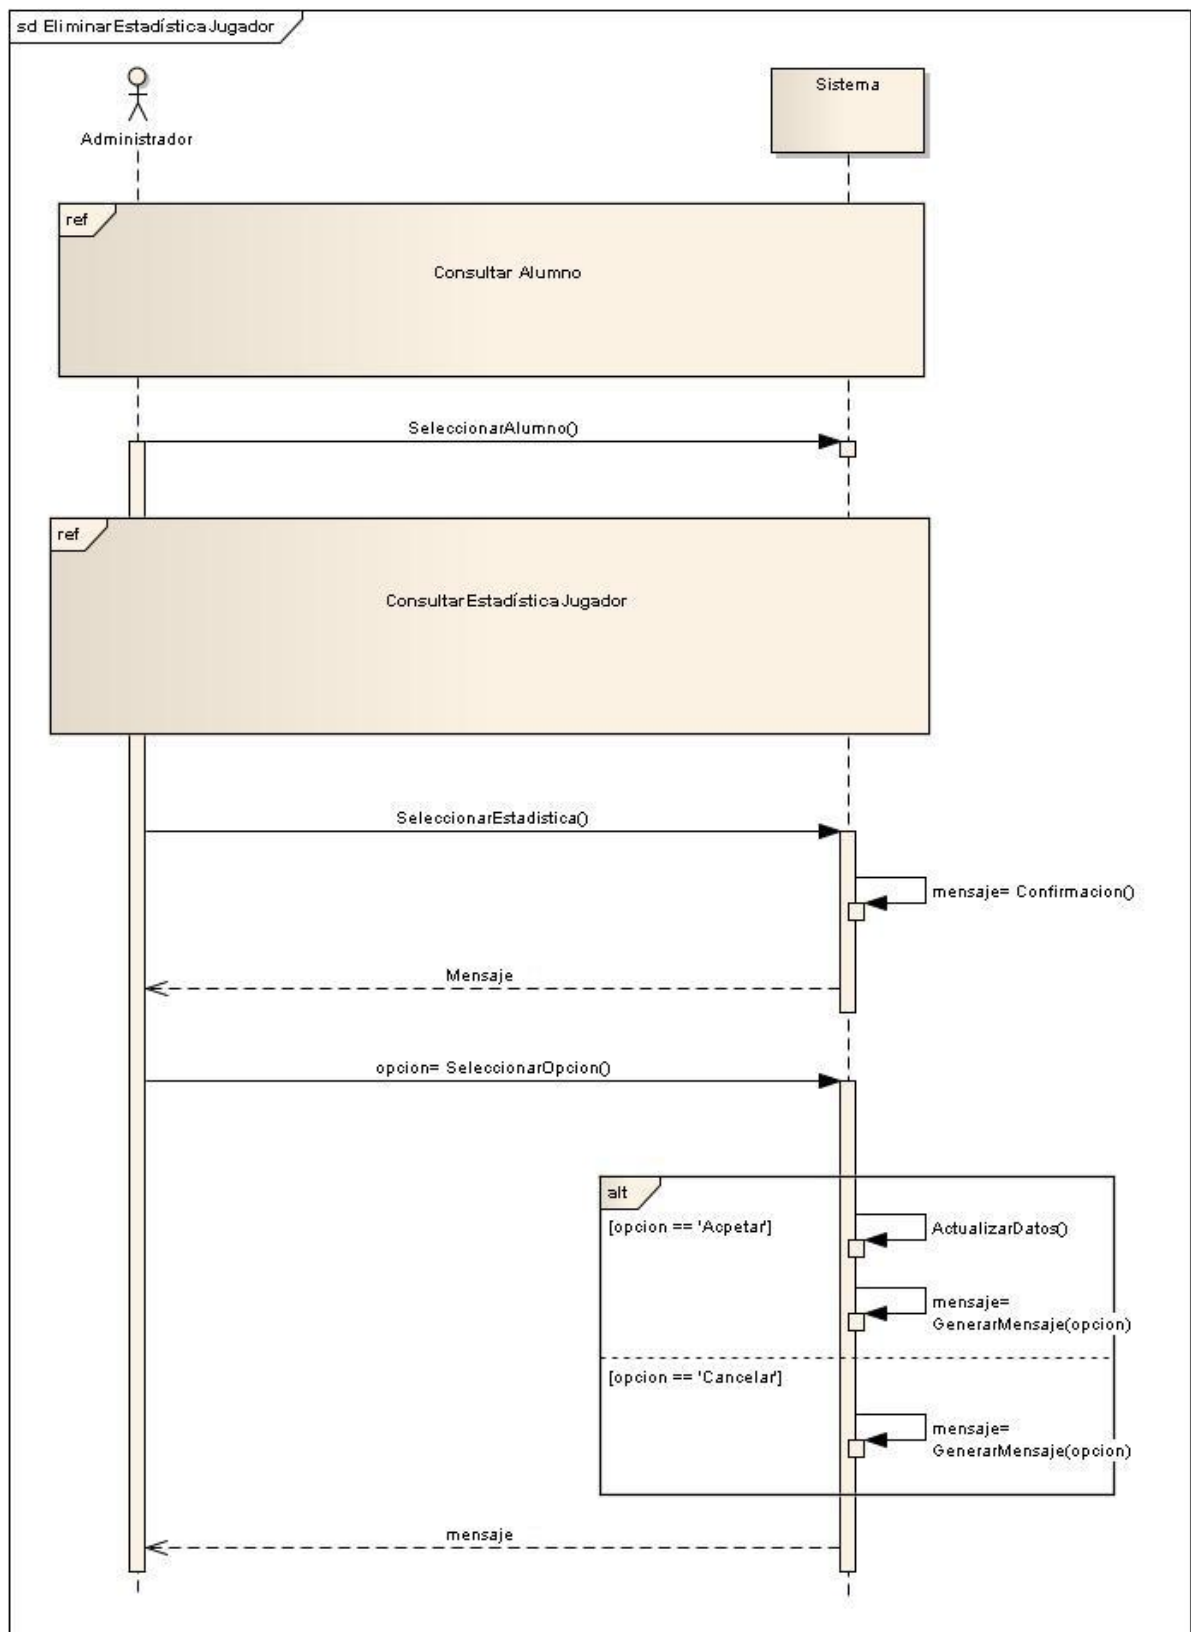 sd EliminarEstadísticaJugador
Administrador
Sistema
ref
Consultar Alumno
SeleccionarAlumno()
ref
ConsultarEstadísticaJugador
SeleccionarEstadistica()
mensaje= Confirmacion()
Mensaje
opcion= SeleccionarOpcion()
alt
[opcion == 'Acpetar']
ActualizarDatos()
mensaje=
GenerarMensaje(opcion)
[opcion == 'Cancelar']
mensaje=
GenerarMensaje(opcion)
mensaje